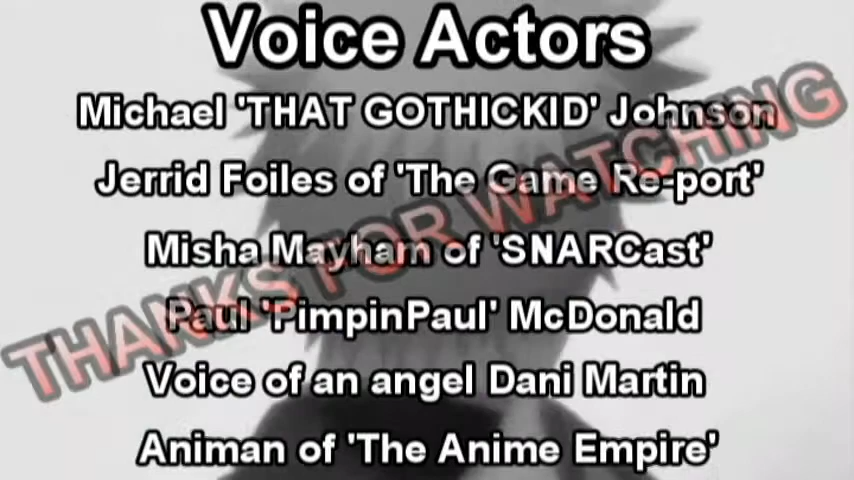 Voice Actors
Michael 'THAT GOTHICKID' Johnson
Jerrid Foiles of 'The Game Re-port'
Misha Mayham of 'SNARCast'
Paul 'PimpinPaul' McDonald
Voice of an angel Dani Martin
Animan of 'The Anime Empire'
THANKS FOR WATCHING